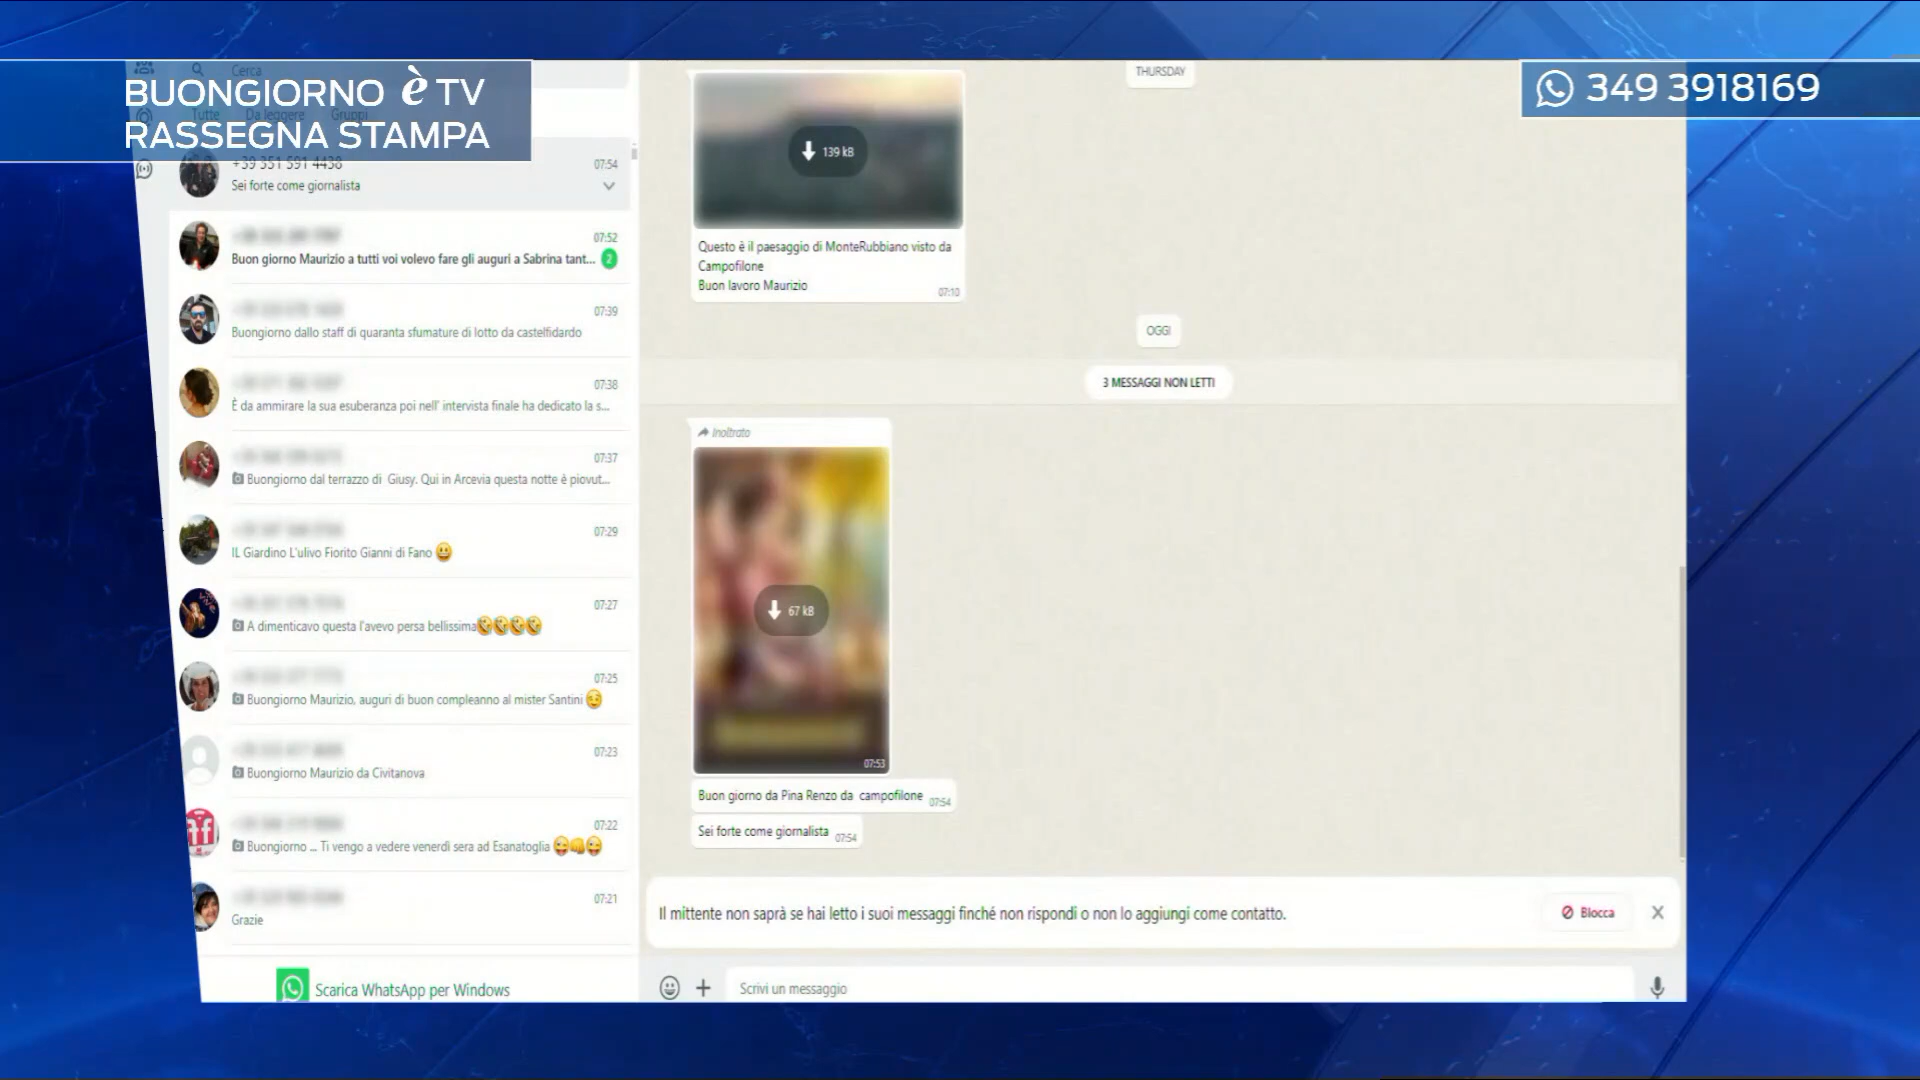 BUONGIORNO è TV
RASSEGNA STAMPA
349 3918169
Cerca
Tutte Da leggere Gruppi
+39 351 591 4438
07:54
Sei forte come giornalista
07:52
Buon giorno Maurizio a tutti voi volevo fare gli auguri a Sabrina tant...
2
07:39
Buongiorno dallo staff di quaranta sfumature di lotto da castelfidardo
07:38
È da ammirare la sua esuberanza poi nell' intervista finale ha dedicato la s...
07:37
Buongiorno dal terrazzo di Giusy. Qui in Arcevia questa notte è piovut...
07:29
IL Giardino L'ulivo Fiorito Gianni di Fano 😃
07:27
A dimenticavo questa l'avevo persa bellissima🤣🤣🤣🤣
07:25
Buongiorno Maurizio, auguri di buon compleanno al mister Santini 😉
07:23
Buongiorno Maurizio da Civitanova
07:22
Buongiorno ... Ti vengo a vedere venerdì sera ad Esanatoglia 😜👊😜
07:21
Grazie
Scarica WhatsApp per Windows
THURSDAY
139 kB
Questo è il paesaggio di MonteRubbiano visto da
Campofilone
Buon lavoro Maurizio
07:10
OGGI
3 MESSAGGI NON LETTI
Inoltrato
67 kB
07:53
Buon giorno da Pina Renzo da campofilone 07:54
Sei forte come giornalista 07:54
Il mittente non saprà se hai letto i suoi messaggi finché non rispondi o non lo aggiungi come contatto.
Blocca
Scrivi un messaggio